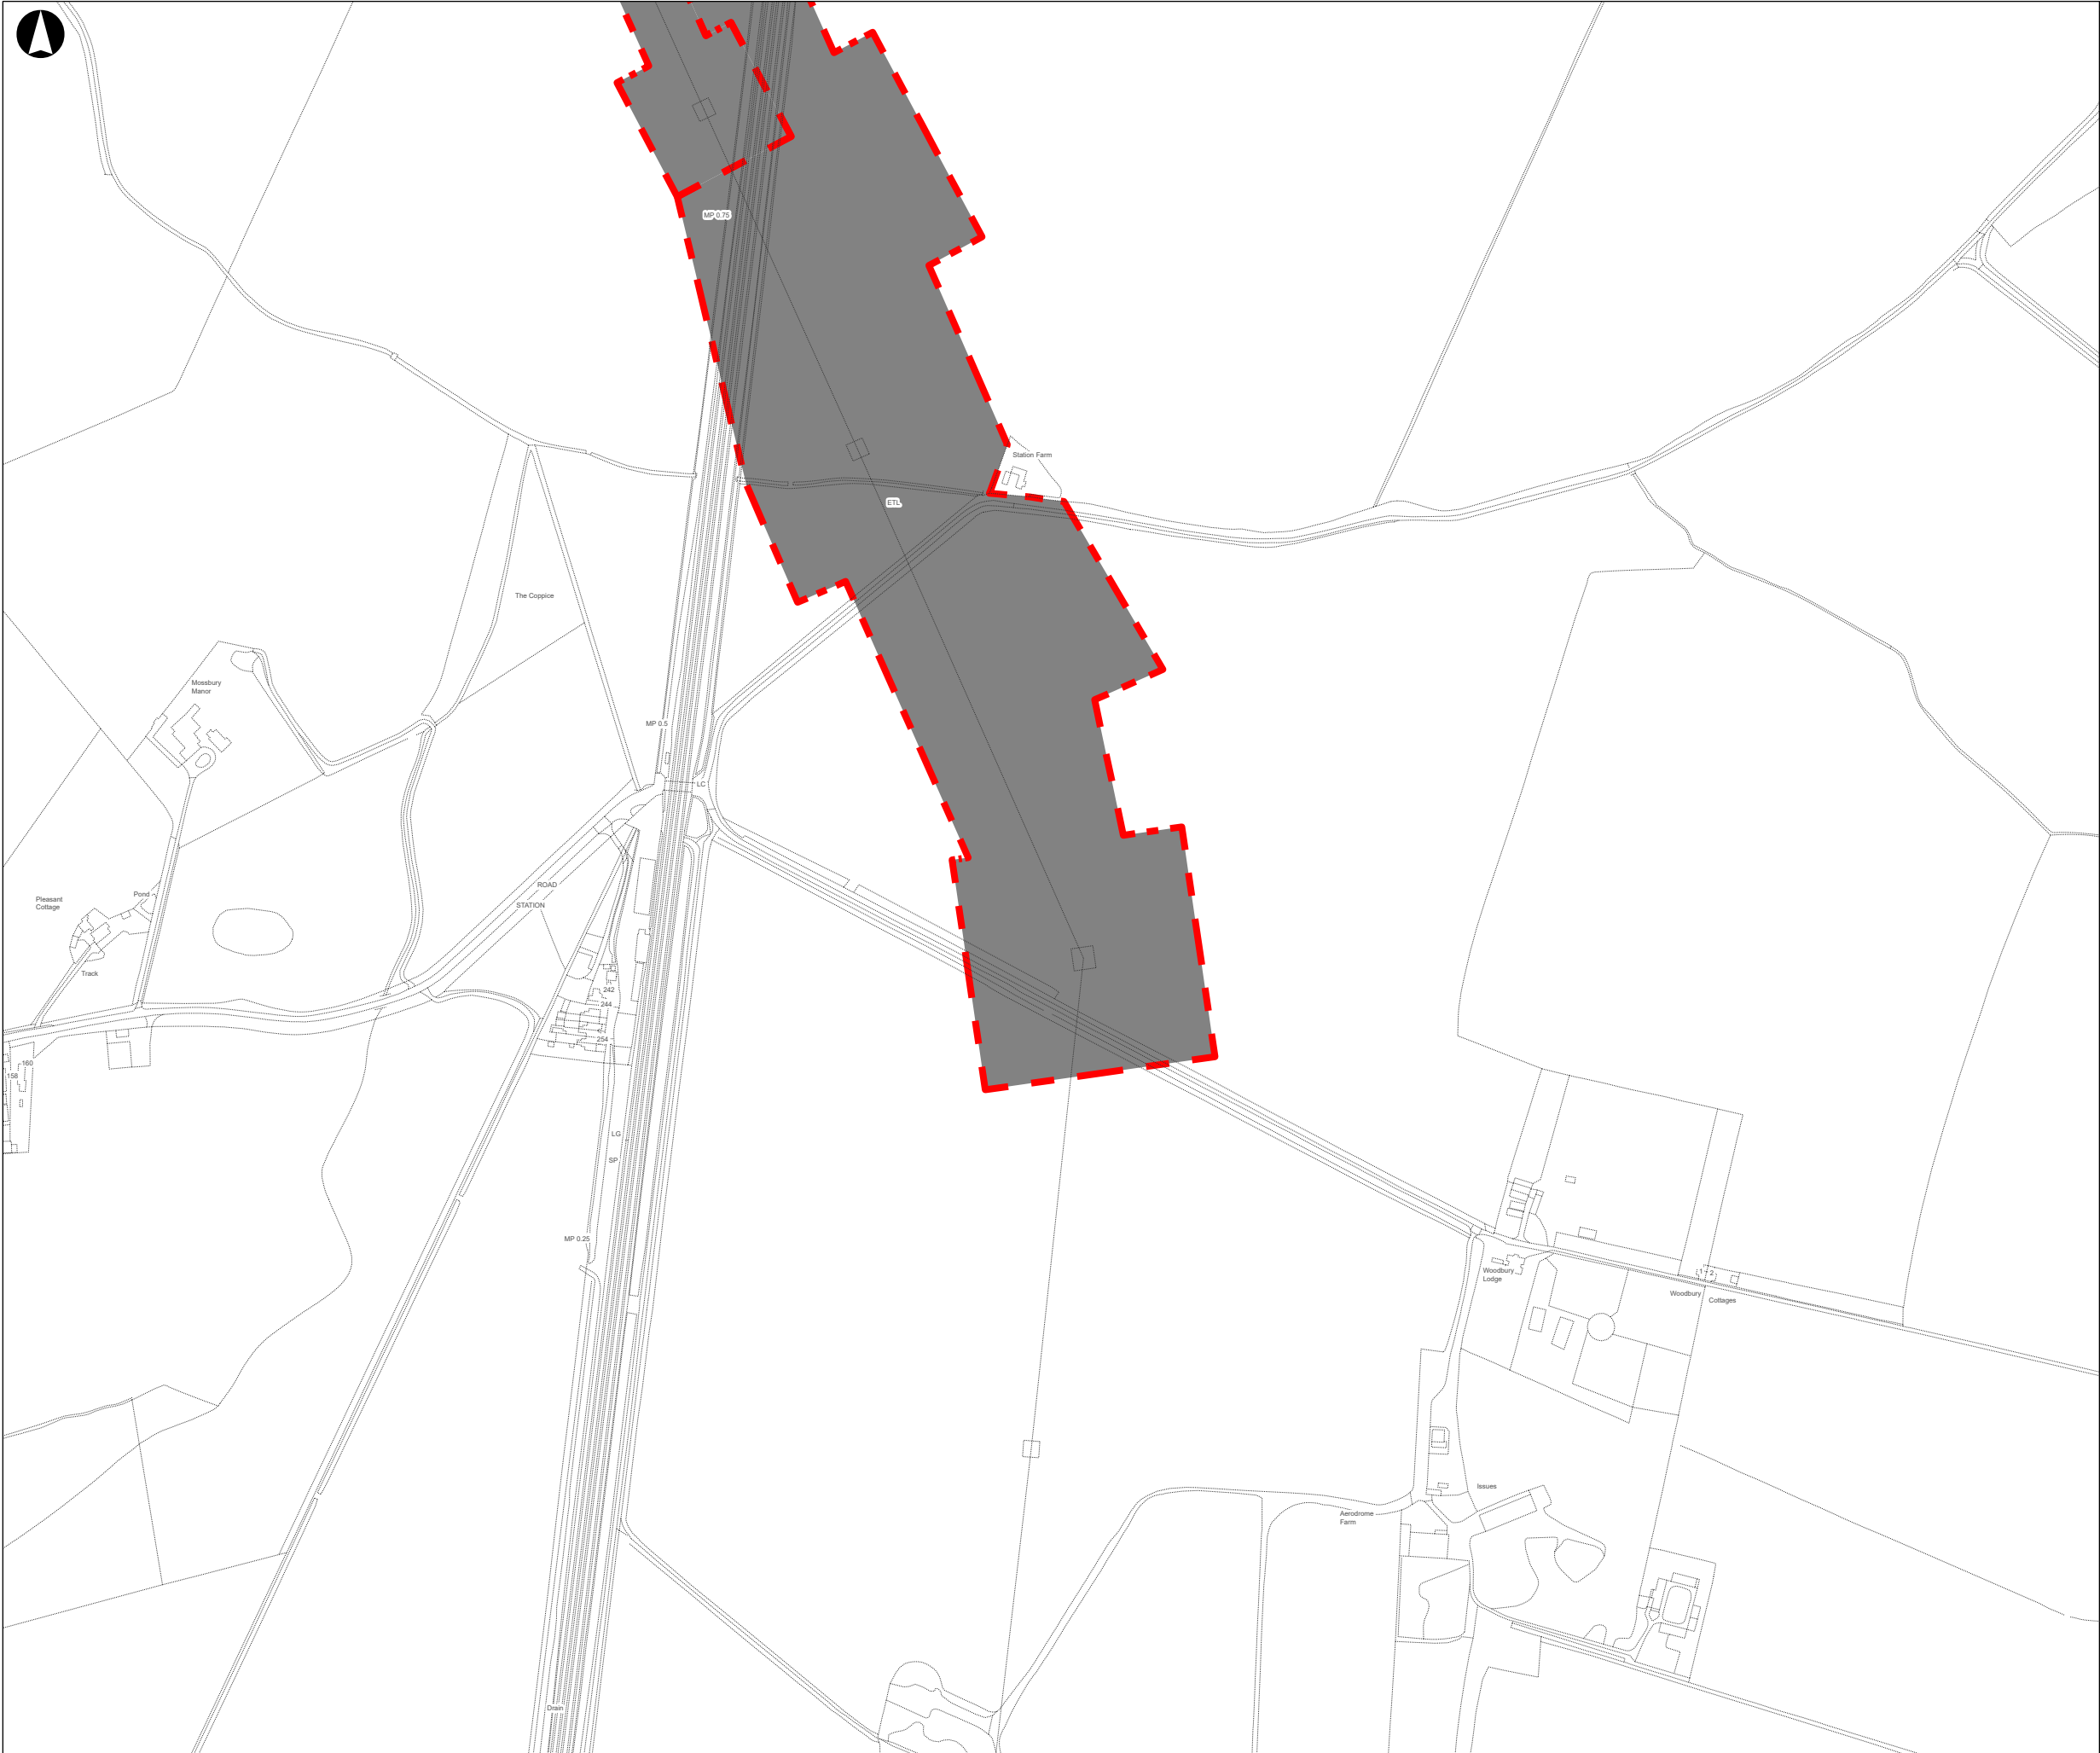 MP 0.75
Station Farm
ETL
The Coppice
Mossbury
Manor
MP 0.5
LC
ROAD
STATION
Pond
Pleasant
Cottage
Track
242
244
254
160
158
LG
SP
MP 0.25
Woodbury
Lodge
1
2
Woodbury
Cottages
Issues
Aerodrome
Farm
Drain